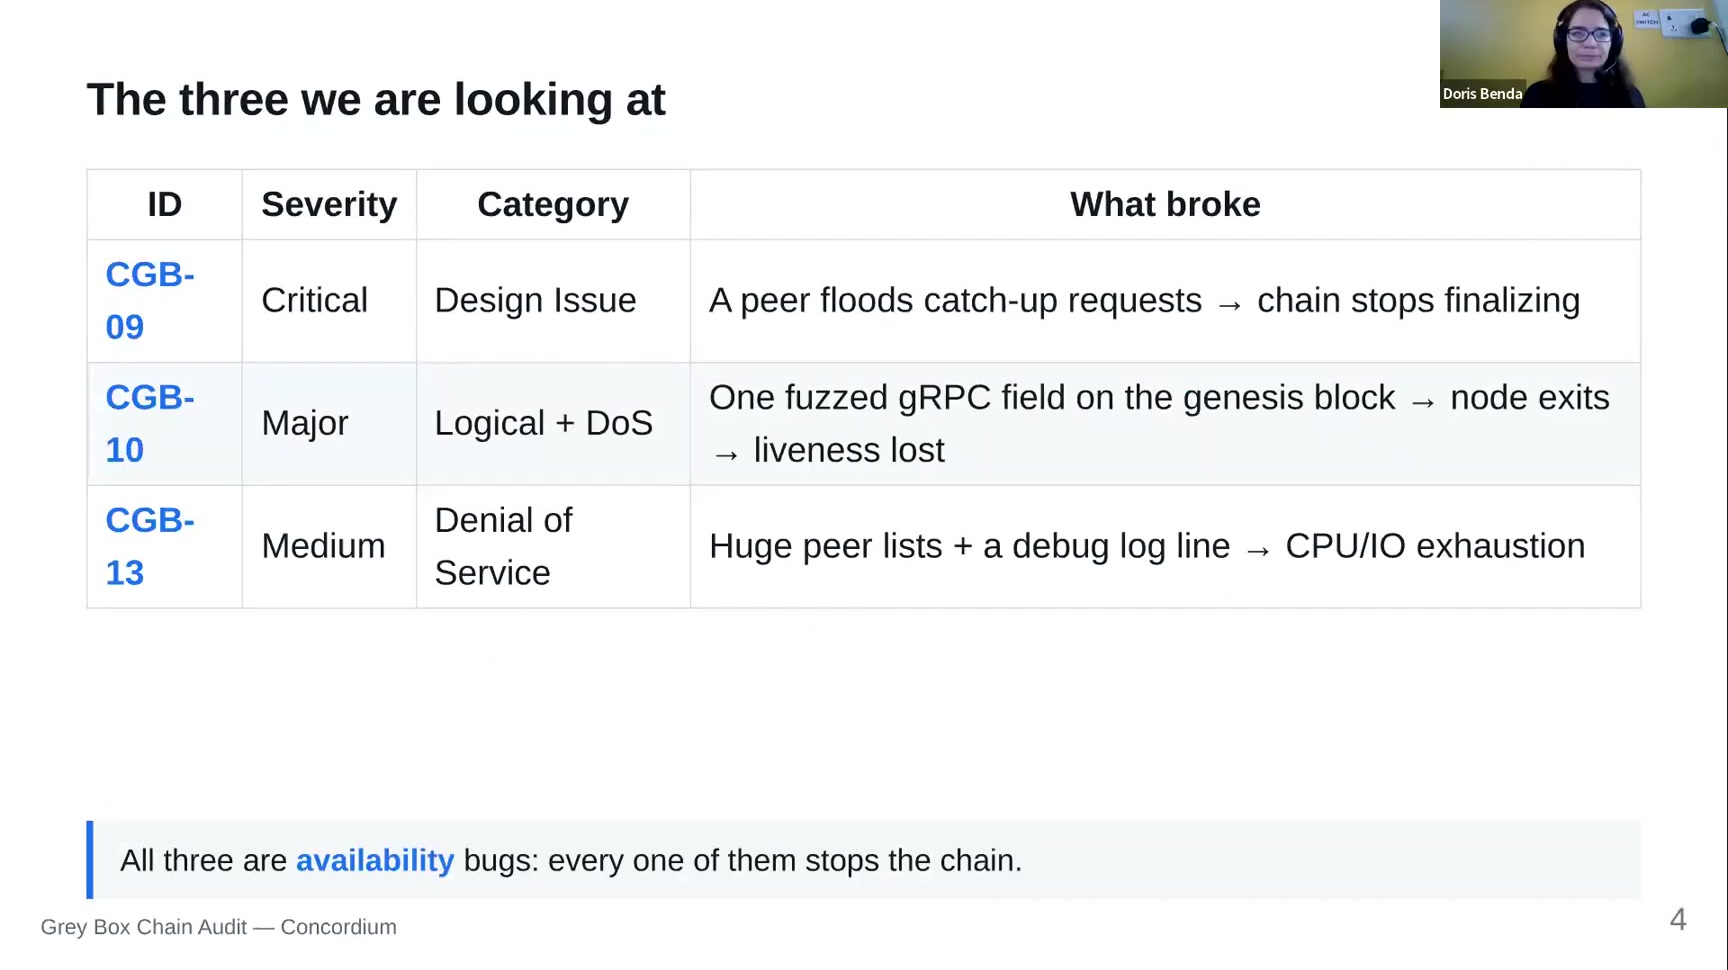 The three we are looking at
ID Severity Category What broke
CGB-
09
Critical
Design Issue
A peer floods catch-up requests → chain stops finalizing
CGB-
10
Major
Logical + DoS
One fuzzed gRPC field on the genesis block → node exits
→ liveness lost
CGB-
13
Medium
Denial of
Service
Huge peer lists + a debug log line → CPU/IO exhaustion
All three are availability bugs: every one of them stops the chain.
Grey Box Chain Audit — Concordium
4
Doris Benda
AC
SWITCH